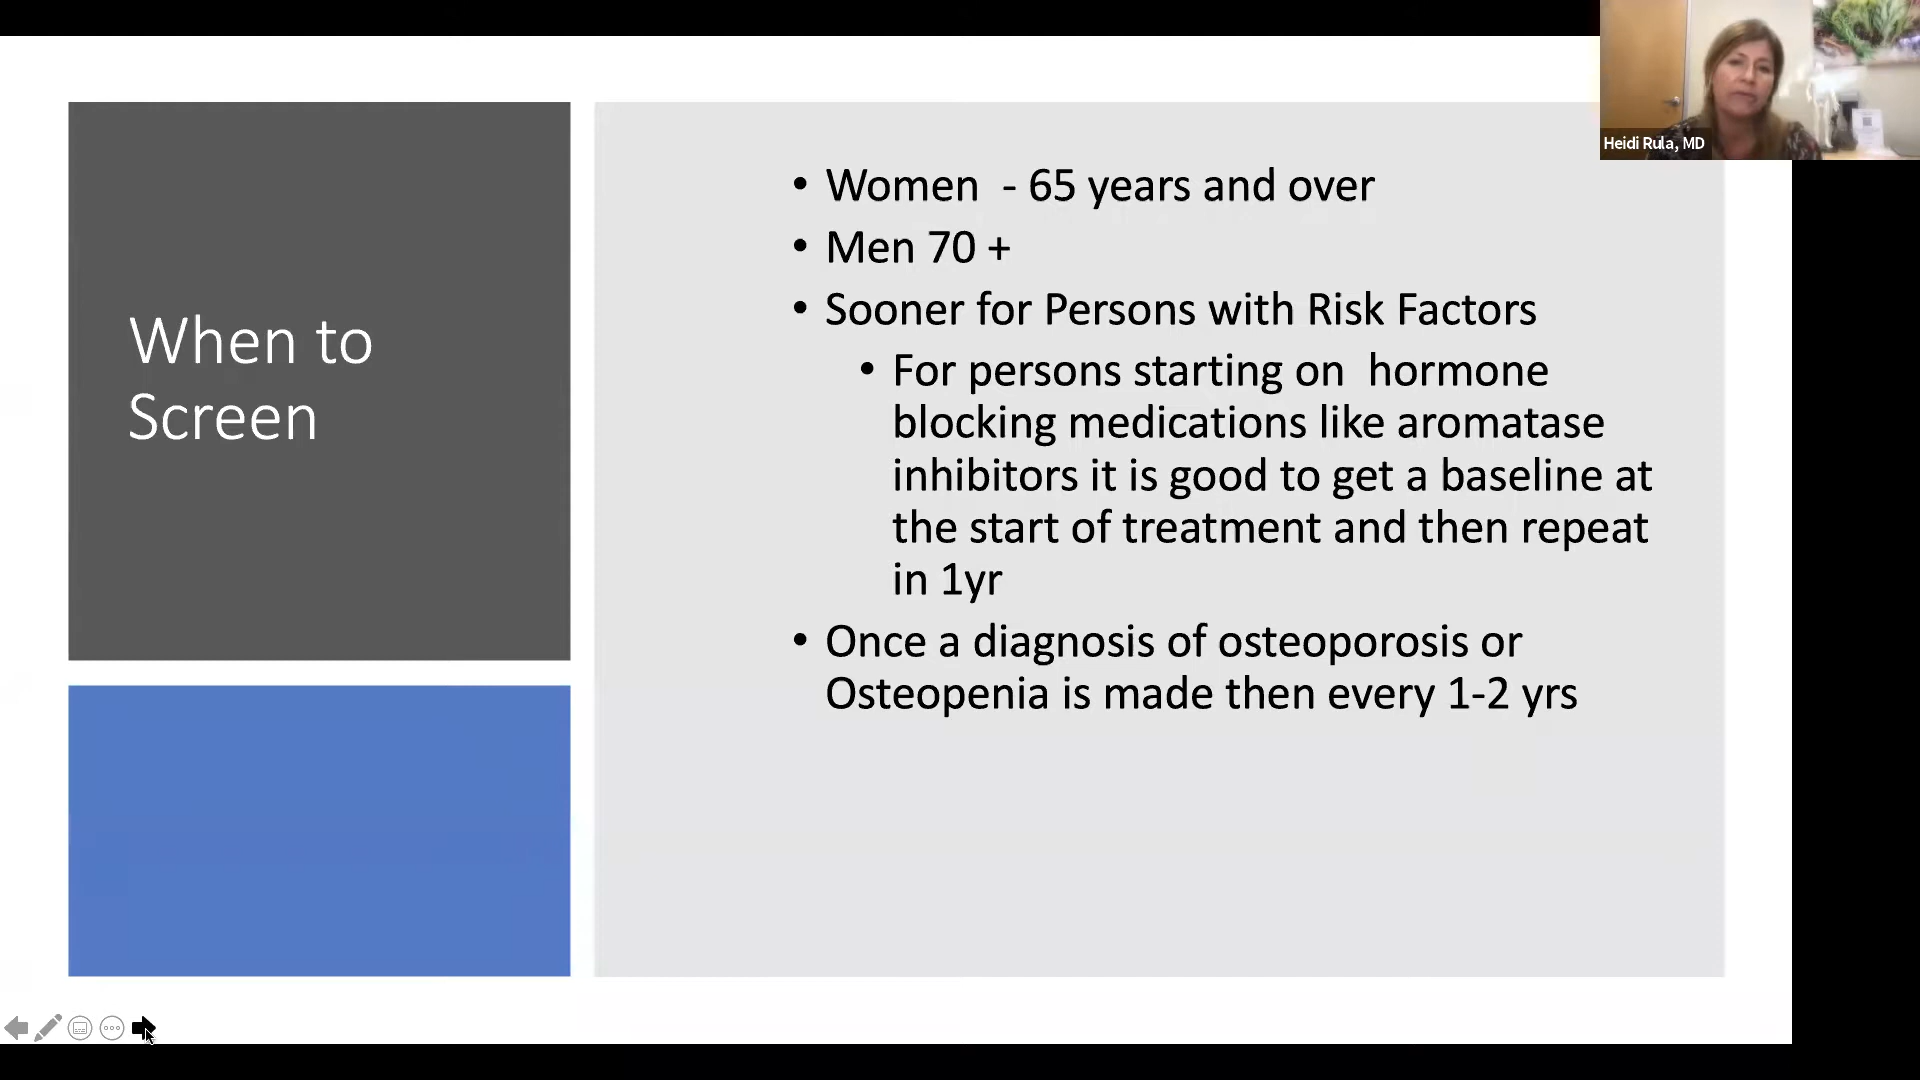 Heidi Rula, MD
When to
Screen
• Women  - 65 years and over
• Men 70 +
• Sooner for Persons with Risk Factors
• For persons starting on  hormone
blocking medications like aromatase
inhibitors it is good to get a baseline at
the start of treatment and then repeat
in 1yr
• Once a diagnosis of osteoporosis or
Osteopenia is made then every 1-2 yrs